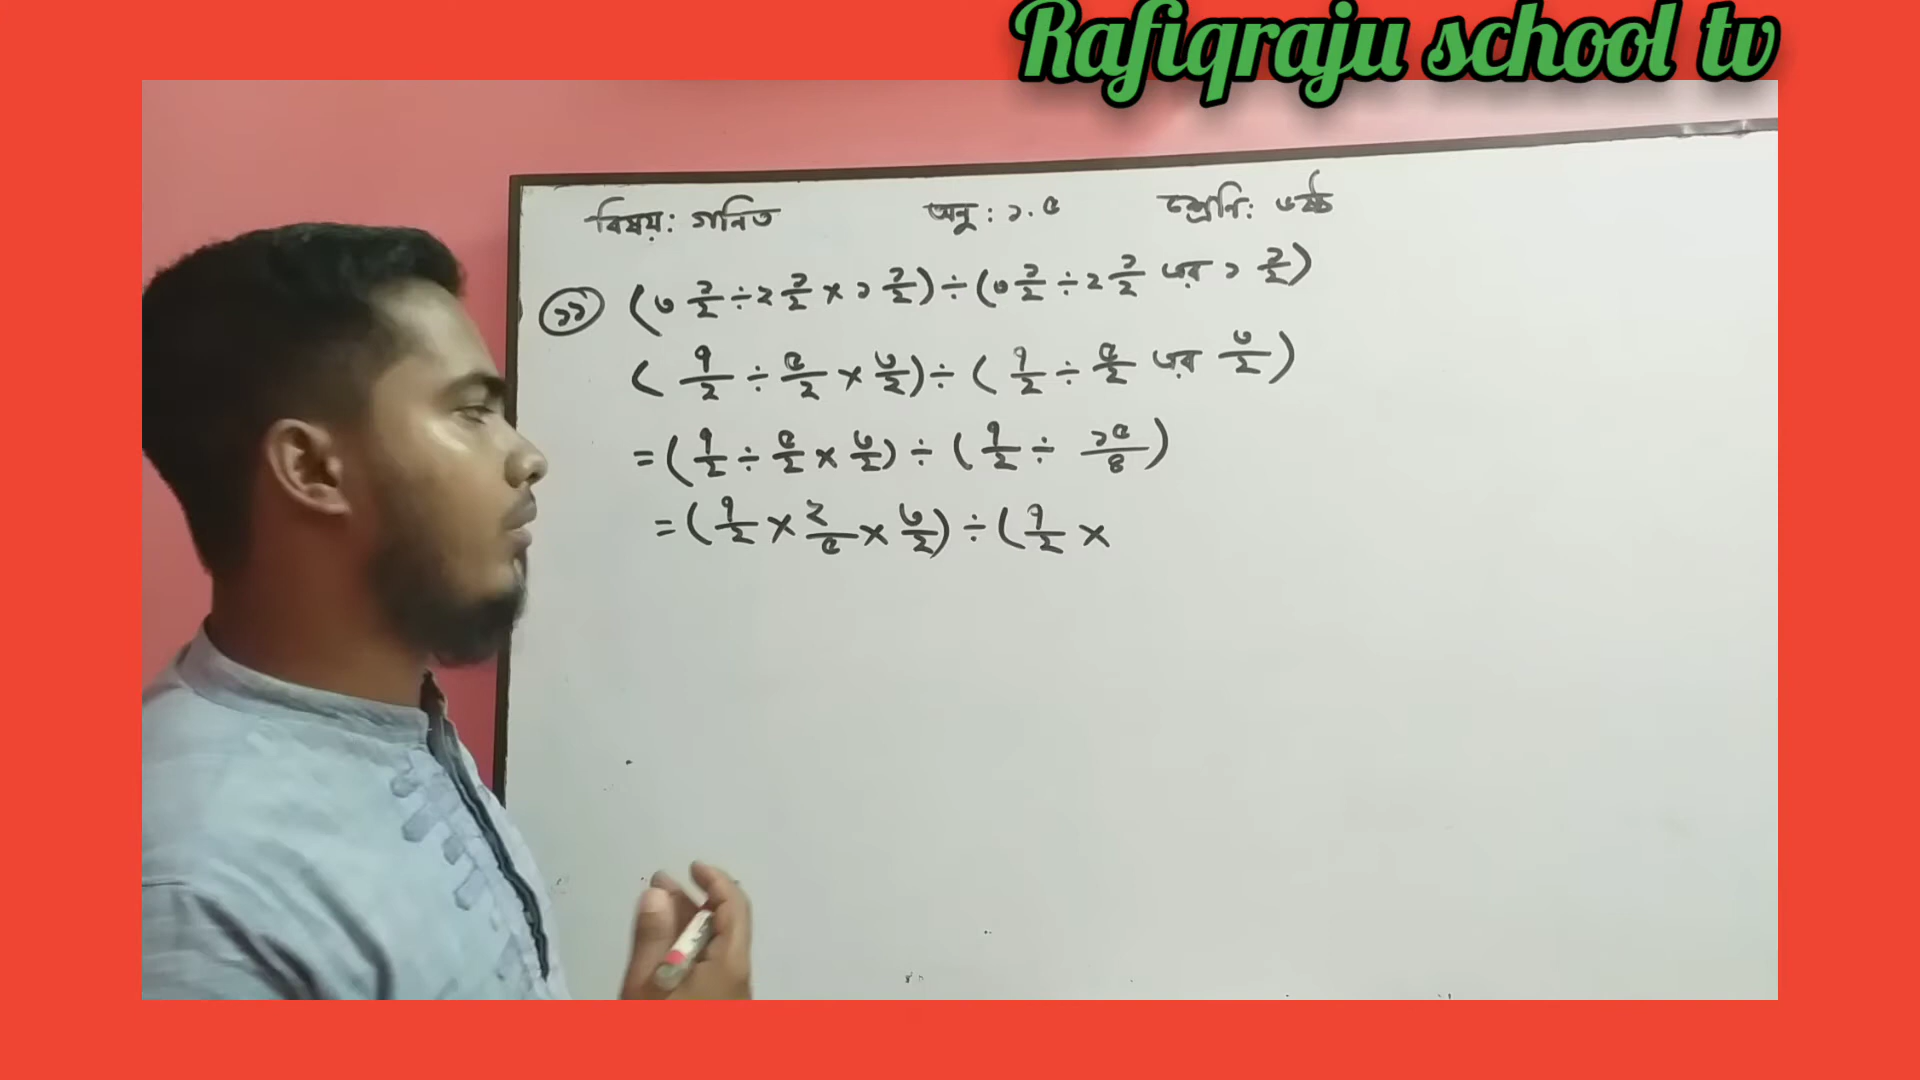 Rafiqraju school tv
বিষয়: গনিত অনু: ১.৫ শ্রেনি: ৬ষ্ঠ
(১১) (৩ ১/২ ÷ ২ ১/২ × ১ ১/২) ÷ (৩ ১/২ ÷ ২ ১/২ এর ১ ১/২)
( ৭/২ ÷ ৫/২ × ৩/২) ÷ ( ৭/২ ÷ ৫/২ এর ৩/২)
= (৭/২ ÷ ৫/২ × ৩/২) ÷ (৭/২ ÷ ১৫/৪)
= (৭/২ × ২/৫ × ৩/২) ÷ (৭/২ ×